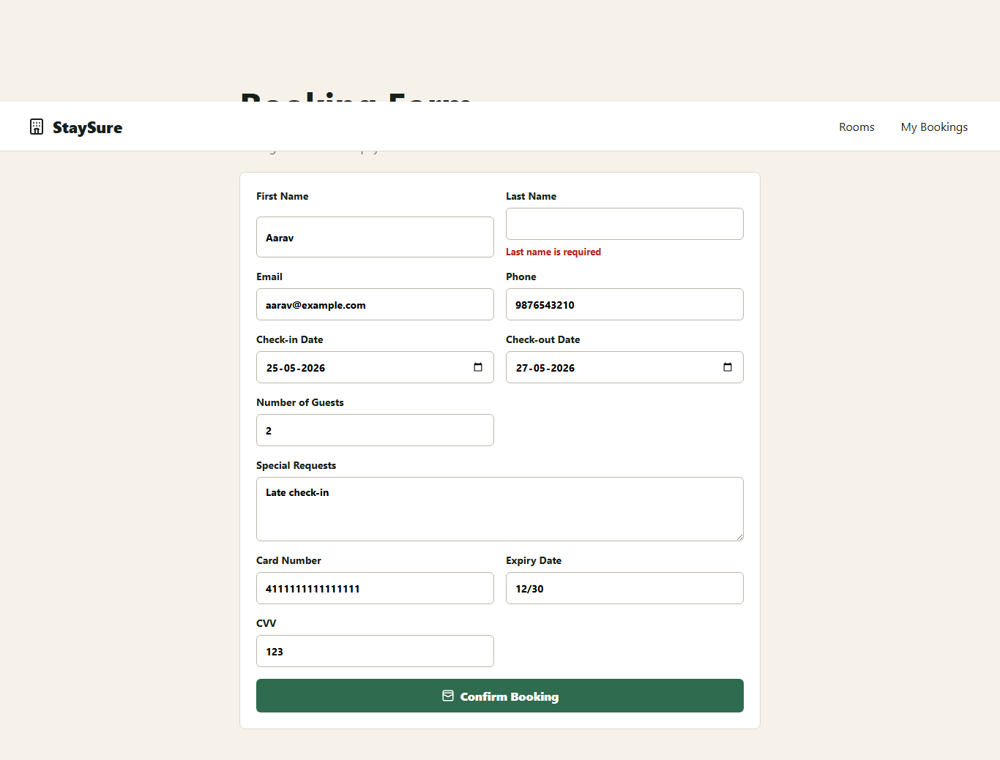 Booking Form
StaySure
Rooms
My Bookings
First Name
Last Name
Aarav
Last name is required
Email
Phone
aarav@example.com
9876543210
Check-in Date
Check-out Date
25-05-2026
27-05-2026
Number of Guests
2
Special Requests
Late check-in
Card Number
Expiry Date
4111111111111111
12/30
CVV
123
Confirm Booking